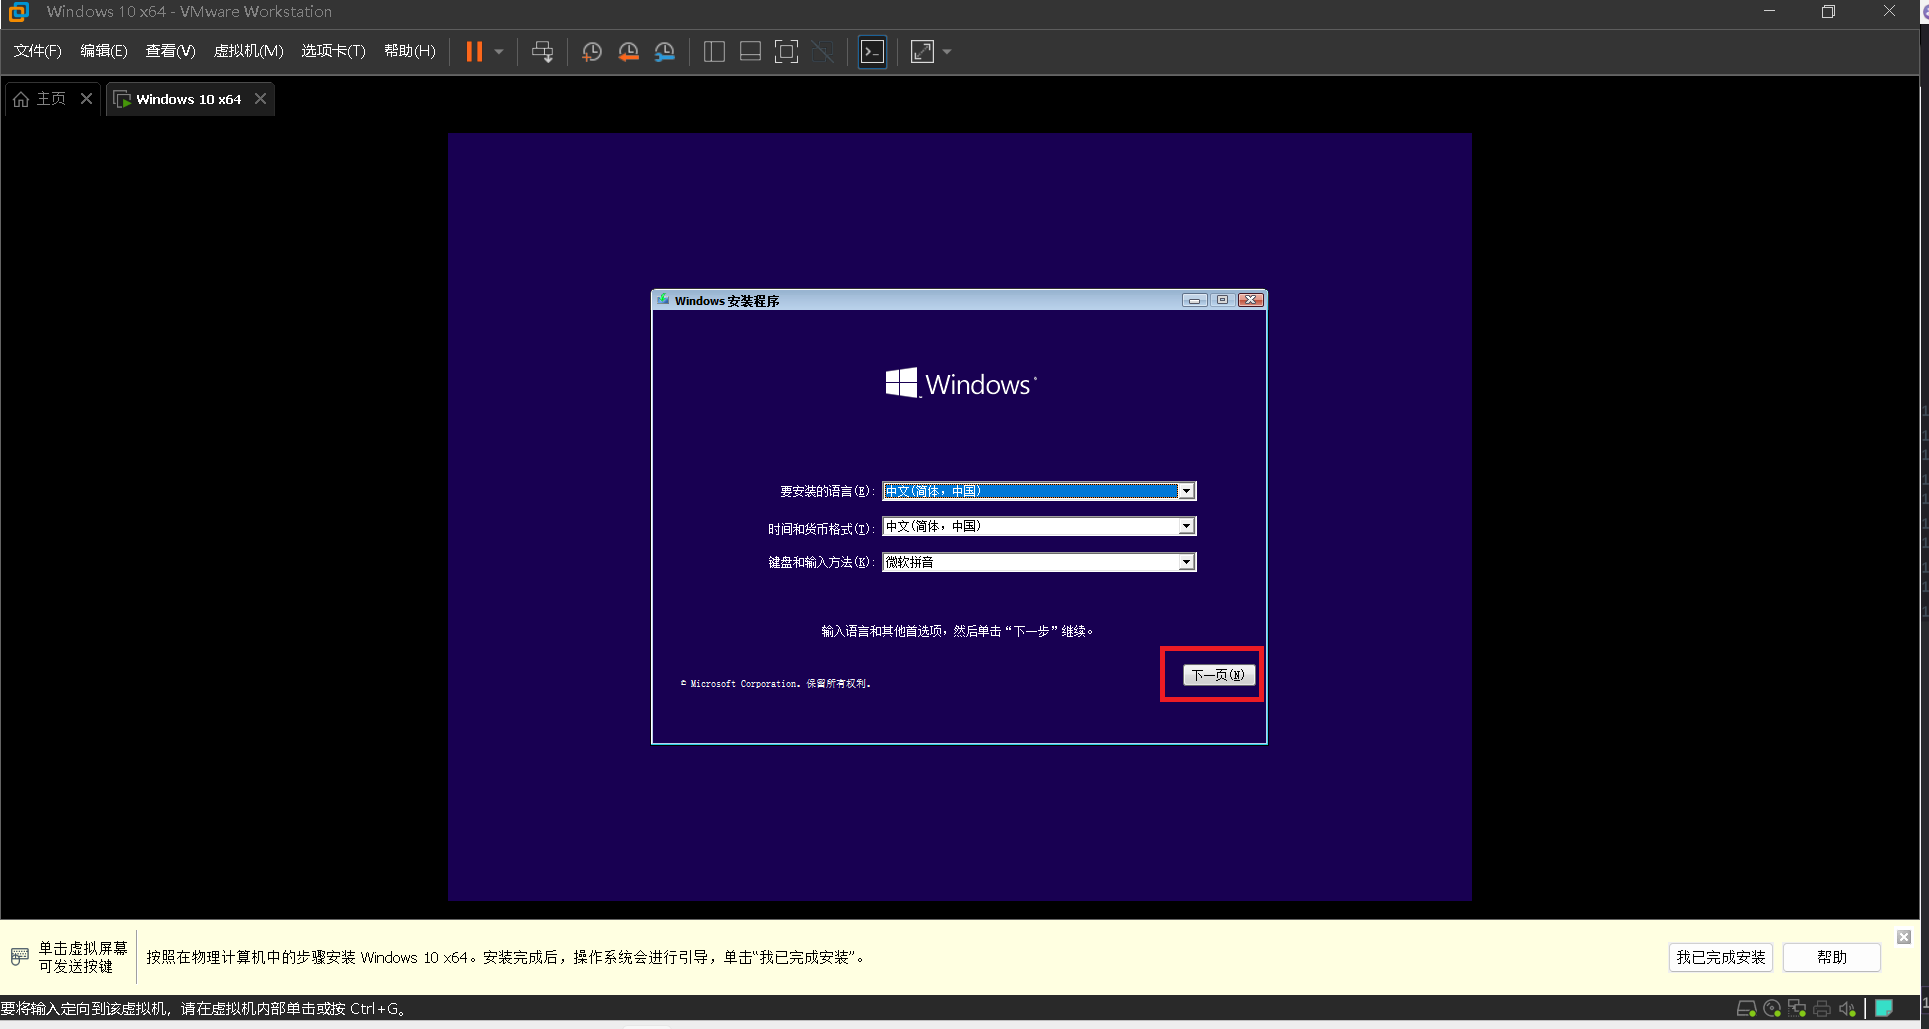 Windows 10 x64 - VMware Workstation
文件(F) 编辑(E) 查看(V) 虚拟机(M) 选项卡(T) 帮助(H)
主页 Windows 10 x64
Windows 安装程序
Windows
要安装的语言(E): 中文(简体，中国)
时间和货币格式(T): 中文(简体，中国)
键盘和输入方法(K): 微软拼音
输入语言和其他首选项，然后单击“下一步”继续。
下一页(N)
© Microsoft Corporation。保留所有权利。
单击虚拟屏幕
可发送按键
按照在物理计算机中的步骤安装 Windows 10 x64。安装完成后，操作系统会进行引导，单击“我已完成安装”。
我已完成安装 帮助
要将输入定向到该虚拟机，请在虚拟机内部单击或按 Ctrl+G。